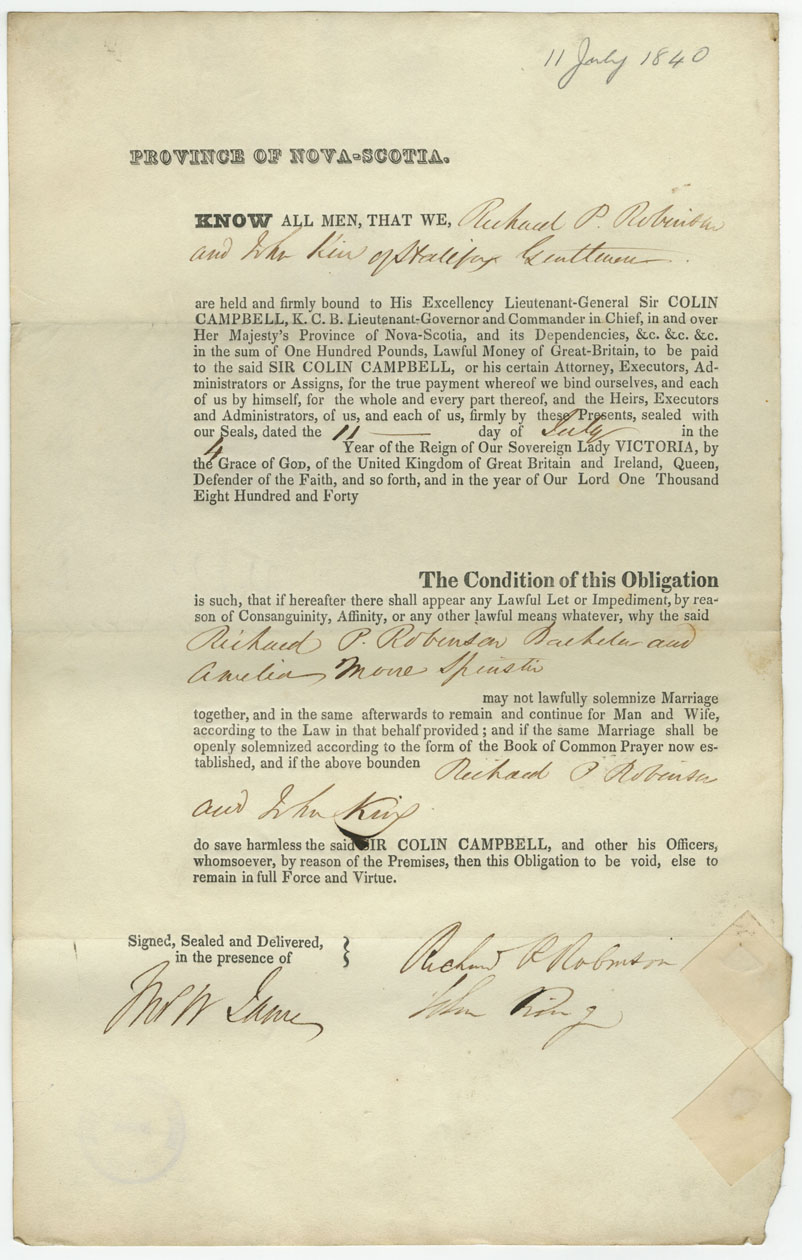 11 July 1840
PROVINCE OF NOVA-SCOTIA.
KNOW ALL MEN, THAT WE, Richard P. Robinson
and John King of Halifax Gentlemen
are held and firmly bound to His Excellency Lieutenant-General Sir COLIN
CAMPBELL, K. C. B. Lieutenant-Governor and Commander in Chief, in and over
Her Majesty's Province of Nova-Scotia, and its Dependencies, &c. &c. &c.
in the sum of One Hundred Pounds, Lawful Money of Great-Britain, to be paid
to the said SIR COLIN CAMPBELL, or his certain Attorney, Executors, Ad-
ministrators or Assigns, for the true payment whereof we bind ourselves, and each
of us by himself, for the whole and every part thereof, and the Heirs, Executors
and Administrators, of us, and each of us, firmly by these Presents, sealed with
our Seals, dated the 11 day of July in the
4 Year of the Reign of Our Sovereign Lady VICTORIA, by
the Grace of GOD, of the United Kingdom of Great Britain and Ireland, Queen,
Defender of the Faith, and so forth, and in the year of Our Lord One Thousand
Eight Hundred and Forty
The Condition of this Obligation
is such, that if hereafter there shall appear any Lawful Let or Impediment, by rea-
son of Consanguinity, Affinity, or any other lawful means whatever, why the said
Richard P. Robinson Bachelor and
Amelia Moore Spinster
may not lawfully solemnize Marriage
together, and in the same afterwards to remain and continue for Man and Wife,
according to the Law in that behalf provided; and if the same Marriage shall be
openly solemnized according to the form of the Book of Common Prayer now es-
tablished, and if the above bounden Richard P Robinson
and John King
do save harmless the said SIR COLIN CAMPBELL, and other his Officers,
whomsoever, by reason of the Premises, then this Obligation to be void, else to
remain in full Force and Virtue.
Signed, Sealed and Delivered,
in the presence of
Richard P Robinson
John King
W James